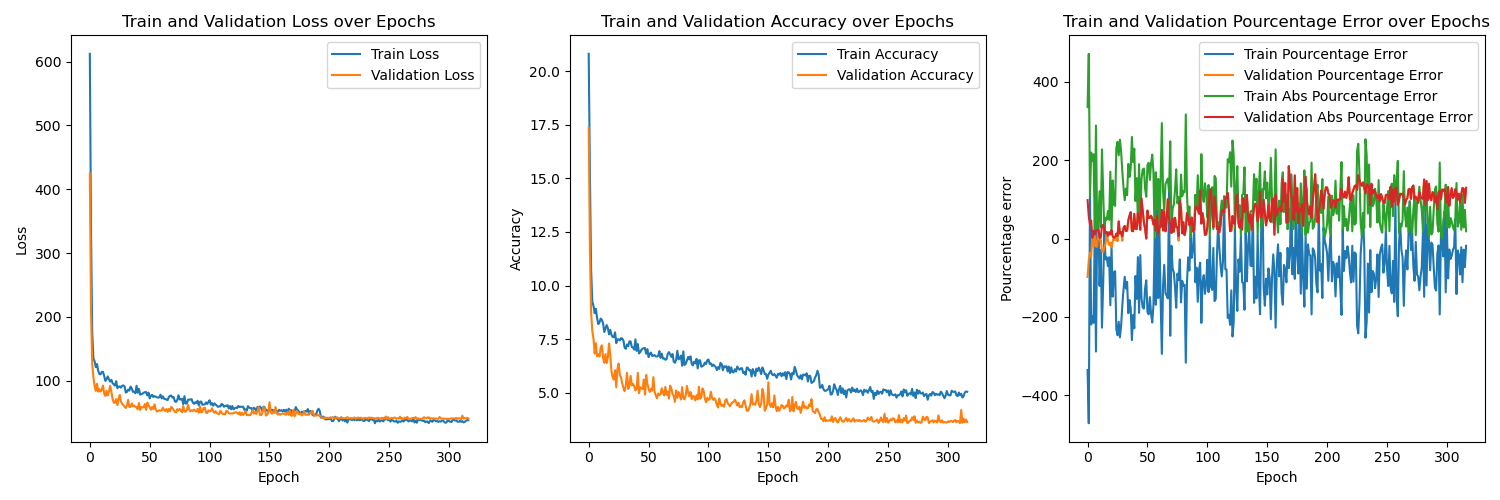 Train and Validation Loss over Epochs
Train Loss
Validation Loss
600
500
400
300
200
100
Loss
0 50 100 150 200 250 300
Epoch
Train and Validation Accuracy over Epochs
Train Accuracy
Validation Accuracy
20.0
17.5
15.0
12.5
10.0
7.5
5.0
Accuracy
0 50 100 150 200 250 300
Epoch
Train and Validation Pourcentage Error over Epochs
Train Pourcentage Error
Validation Pourcentage Error
Train Abs Pourcentage Error
Validation Abs Pourcentage Error
400
200
0
−200
−400
Pourcentage error
0 50 100 150 200 250 300
Epoch